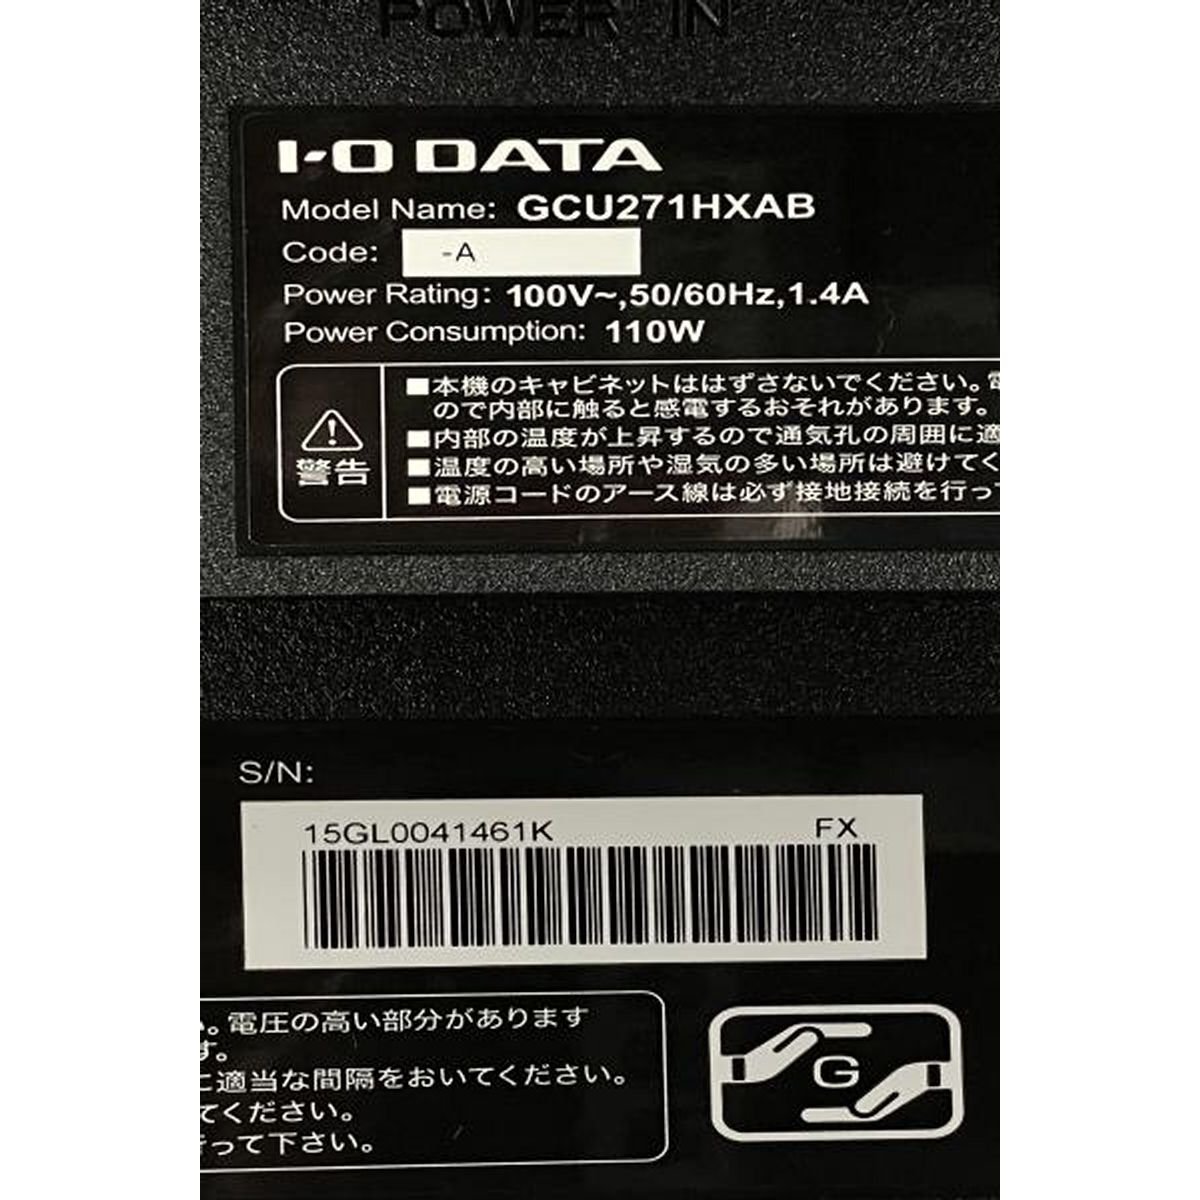 POWER IN
I-O DATA
Model Name: GCU271HXAB
Code: -A
Power Rating: 100V~,50/60Hz,1.4A
Power Consumption: 110W
■本機のキャビネットははずさないでください。電
ので内部に触ると感電するおそれがあります。
■内部の温度が上昇するので通気孔の周囲に適
■温度の高い場所や湿気の多い場所は避けてく
■電源コードのアース線は必ず接地接続を行っ
警告
S/N:
15GL0041461K FX
い。電圧の高い部分があります
す。
に適当な間隔をおいてください。
てください。
行って下さい。
G